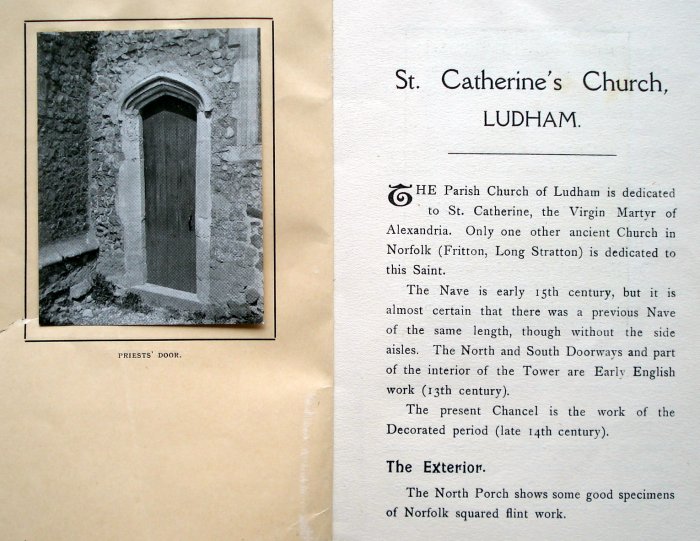 PRIESTS' DOOR.
St. Catherine's Church,
LUDHAM.
THE Parish Church of Ludham is dedicated
to St. Catherine, the Virgin Martyr of
Alexandria. Only one other ancient Church in
Norfolk (Fritton, Long Stratton) is dedicated to
this Saint.
The Nave is early 15th century, but it is
almost certain that there was a previous Nave
of the same length, though without the side
aisles. The North and South Doorways and part
of the interior of the Tower are Early English
work (13th century).
The present Chancel is the work of the
Decorated period (late 14th century).
The Exterior.
The North Porch shows some good specimens
of Norfolk squared flint work.